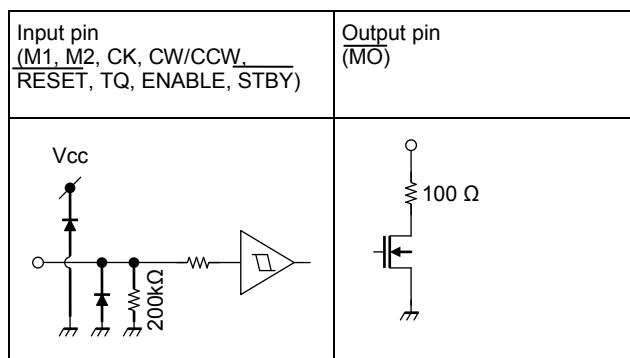 Input pin
(M1, M2, CK, CW/CCW,
RESET, TQ, ENABLE, STBY)
Output pin
(MO)
Vcc
200kΩ
100 Ω